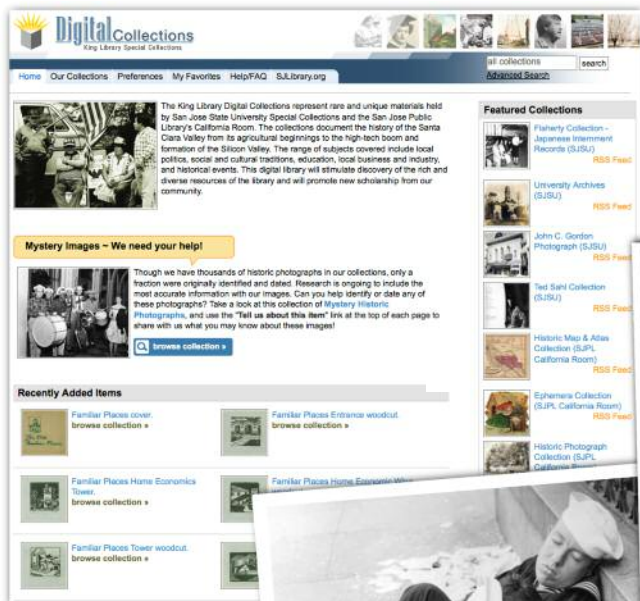 DigitalCollections
King Library Special Collections
all collections
search
Home Our Collections Preferences My Favorites Help/FAQ SJLibrary.org
Advanced Search
The King Library Digital Collections represent rare and unique materials held
by San Jose State University Special Collections and the San Jose Public
Library's California Room. The collections document the history of the Santa
Clara Valley from its agricultural beginnings to the high-tech boom and
formation of the Silicon Valley. The range of subjects covered include local
politics, social and cultural traditions, education, local business and industry,
and historical events. This digital library will stimulate discovery of the rich and
diverse resources of the library and will promote new scholarship from our
community.
Mystery Images ~ We need your help!
Though we have thousands of historic photographs in our collections, only a
fraction were originally identified and dated. Research is ongoing to include the
most accurate information with our images. Can you help identify or date any of
these photographs? Take a look at this collection of Mystery Historic
Photographs, and use the "Tell us about this item" link at the top of each page to
share with us what you may know about these images!
browse collection »
Recently Added Items
Familiar Places cover.
browse collection »
Familiar Places Entrance woodcut.
browse collection »
Familiar Places Home Economics
Tower.
browse collection »
Familiar Places Home Economic
Familiar Places Tower woodcut.
browse collection »
Featured Collections
Flaherty Collection -
Japanese Internment
Records (SJSU)
RSS Feed
University Archives
(SJSU)
RSS Feed
John C. Gordon
Photograph (SJSU)
RSS Feed
Ted Sahl Collection
(SJSU)
RSS Feed
Historic Map & Atlas
Collection (SJPL
California Room)
RSS Feed
Ephemera Collection
(SJPL California Room)
RSS Feed
Historic Photograph
Collection (SJPL
California